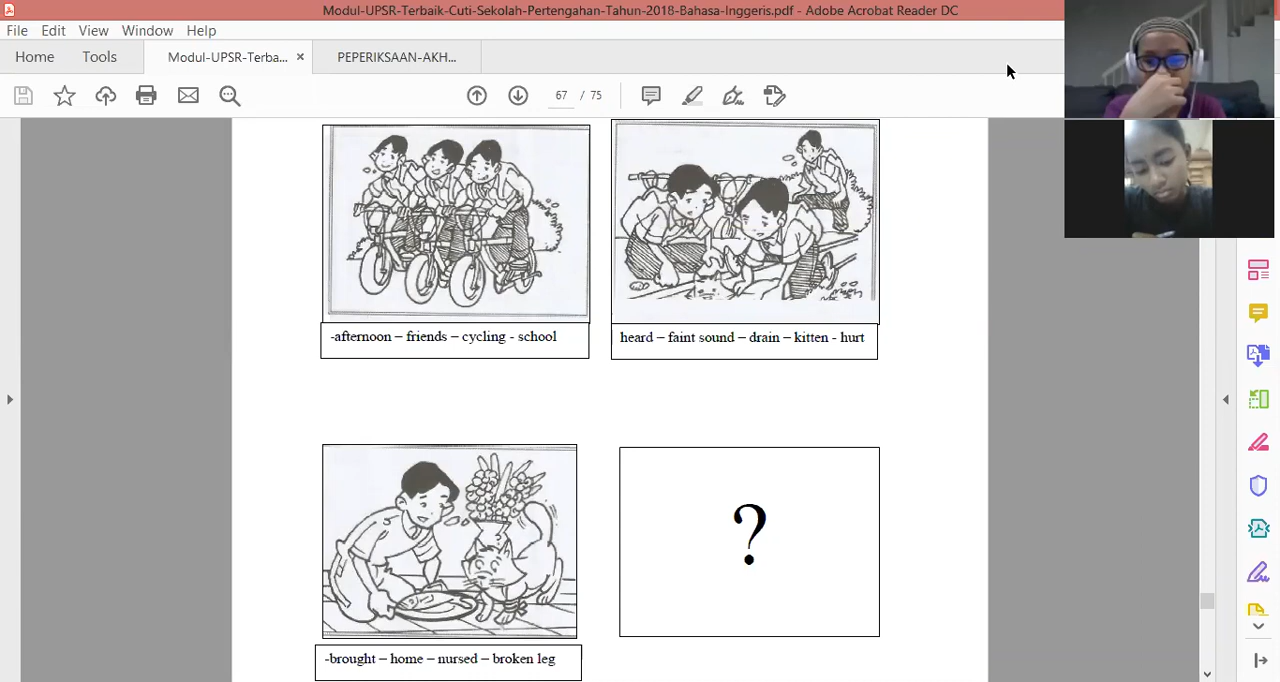 Modul-UPSR-Terbaik-Cuti-Sekolah-Pertengahan-Tahun-2018-Bahasa-Inggeris.pdf - Adobe Acrobat Reader DC
File Edit View Window Help
Home Tools Modul-UPSR-Terba... × PEPERIKSAAN-AKH...
67 / 75
-afternoon – friends – cycling - school
heard – faint sound – drain – kitten - hurt
?
-brought – home – nursed – broken leg